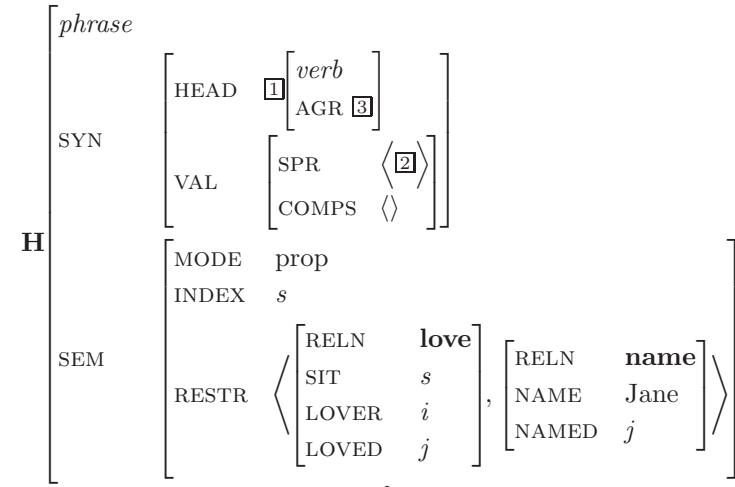 phrase
HEAD 1 verb
AGR 3
SYN
VAL SPR ⟨ 2 ⟩
COMPS ⟨⟩
H
MODE prop
INDEX s
SEM
RESTR ⟨ RELN love
SIT s
LOVER i
LOVED j
, RELN name
NAME Jane
NAMED j ⟩